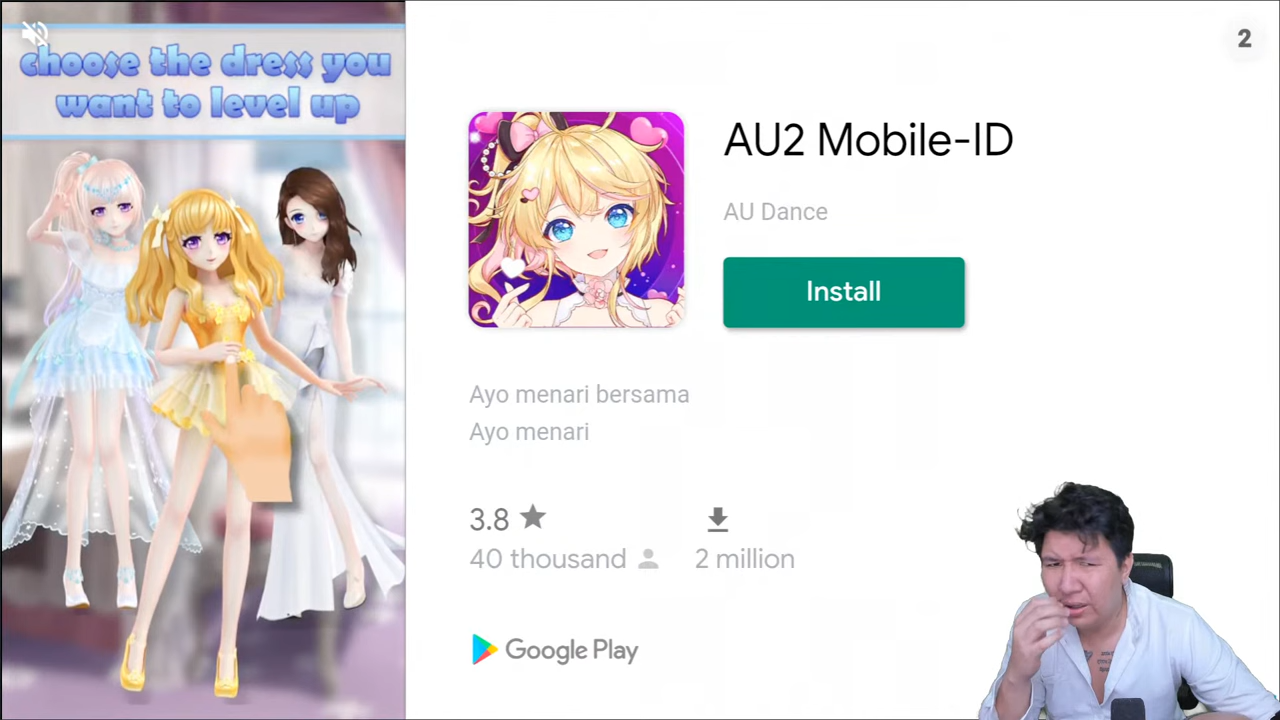 choose the dress you
want to level up
2
AU2 Mobile-ID
AU Dance
Install
Ayo menari bersama
Ayo menari
3.8
40 thousand
2 million
Google Play